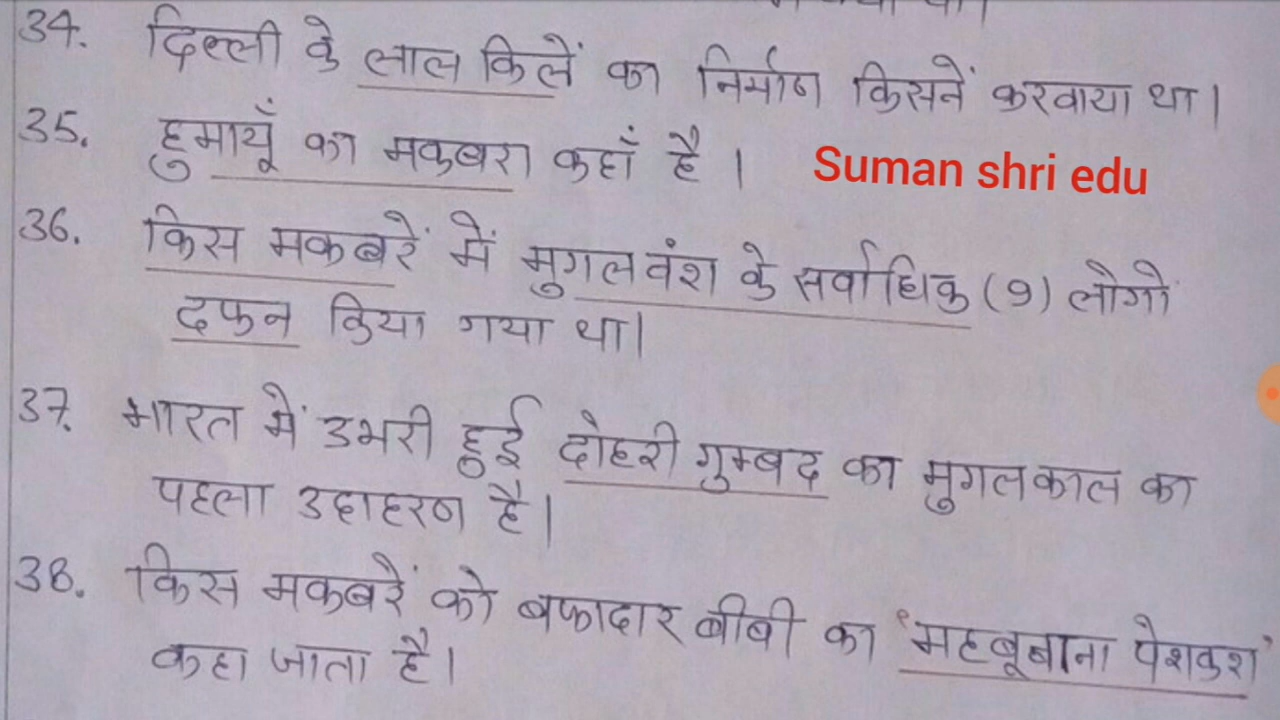 34. दिल्ली के लाल किलें का निर्माण किसनें करवाया था।
35. हुमायूँ का मकबरा कहाँ है।
Suman shri edu
36. किस मकबरें में मुगलवंश के सर्वाधिक (9) लोगों
दफन किया गया था।
37. भारत में उभरी हुई दोहरी गुम्बद का मुगलकाल का
पहला उदाहरण है।
38. किस मकबरें को बफादार बीबी का 'महबूबाना पेशकश'
कहा जाता है।